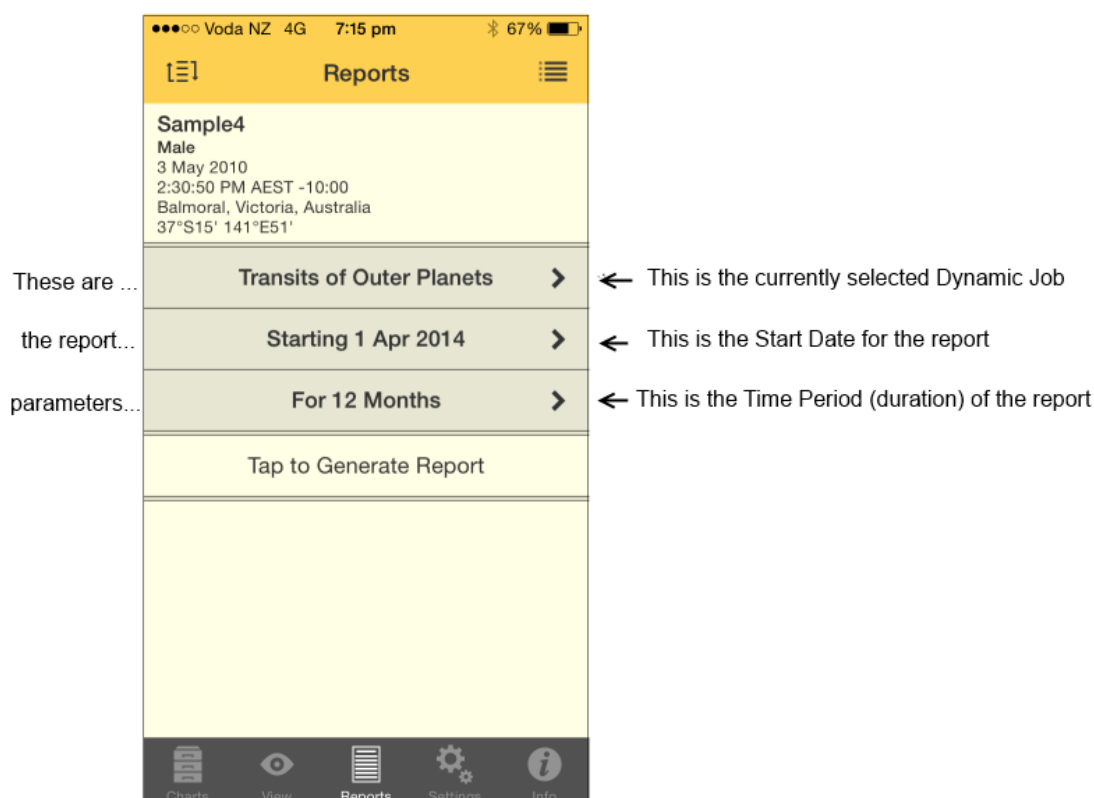 Voda NZ 4G 7:15 pm 67%
Reports
Sample4
Male
3 May 2010
2:30:50 PM AEST -10:00
Balmoral, Victoria, Australia
37°S15' 141°E51'
These are ... Transits of Outer Planets This is the currently selected Dynamic Job
the report... Starting 1 Apr 2014 This is the Start Date for the report
parameters... For 12 Months This is the Time Period (duration) of the report
Tap to Generate Report
Charts View Reports Settings Info